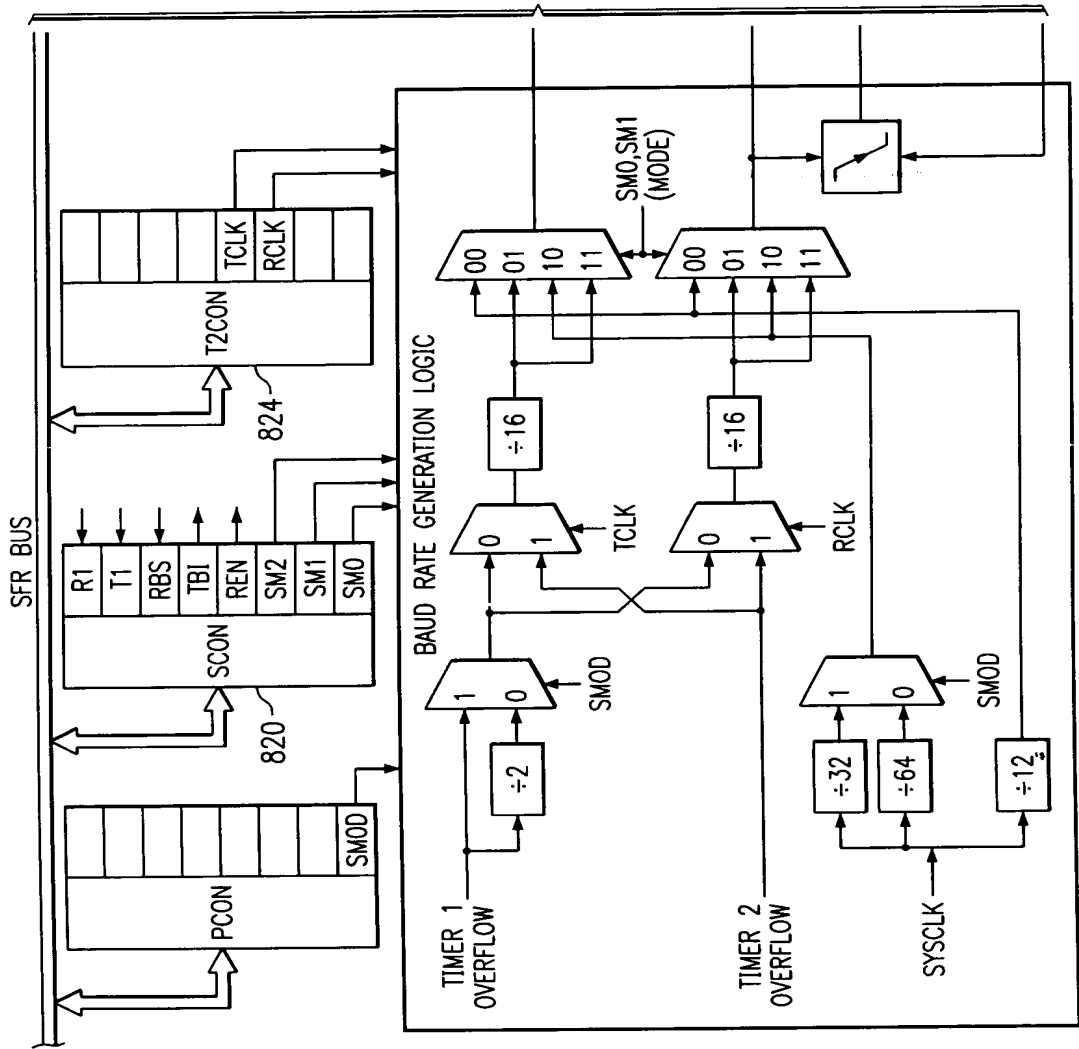 SFR BUS
PCON
SMOD
SCON
R1
T1
RBS
TBI
REN
SM2
SM1
SM0
820
T2CON
TCLK
RCLK
824
BAUD RATE GENERATION LOGIC
TIMER 1
OVERFLOW
÷2
1
0
SMOD
0
1
TCLK
÷16
00
01
10
11
SM0,SM1
(MODE)
TIMER 2
OVERFLOW
0
1
RCLK
÷16
00
01
10
11
SYSCLK
÷32
÷64
÷12
1
0
SMOD